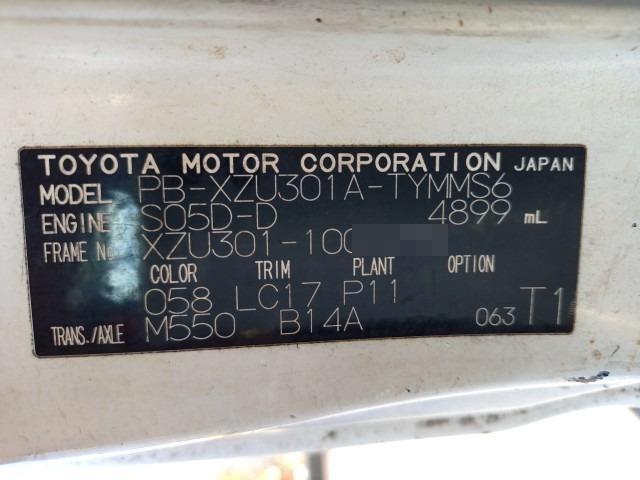 TOYOTA MOTOR CORPORATION JAPAN
MODEL PB-XZU301A-TYMMS6
ENGINE S05D-D 4899 mL
FRAME No. XZU301-100
COLOR TRIM PLANT OPTION
058 LC17 P11
TRANS./AXLE M550 B14A 063 T1